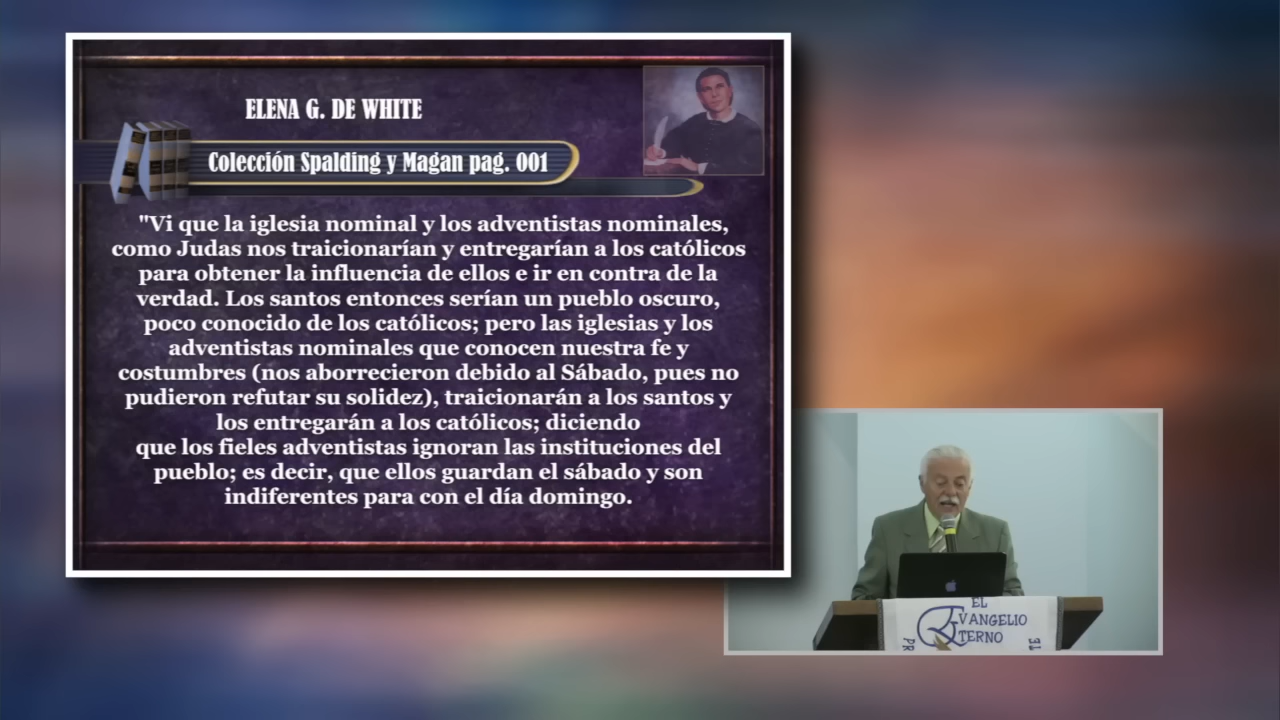 ELENA G. DE WHITE
Colección Spalding y Magan pag. 001
"Vi que la iglesia nominal y los adventistas nominales,
como Judas nos traicionarían y entregarían a los católicos
para obtener la influencia de ellos e ir en contra de la
verdad. Los santos entonces serían un pueblo oscuro,
poco conocido de los católicos; pero las iglesias y los
adventistas nominales que conocen nuestra fe y
costumbres (nos aborrecieron debido al Sábado, pues no
pudieron refutar su solidez), traicionarán a los santos y
los entregarán a los católicos; diciendo
que los fieles adventistas ignoran las instituciones del
pueblo; es decir, que ellos guardan el sábado y son
indiferentes para con el día domingo.
EL
EVANGELIO
ETERNO
PR